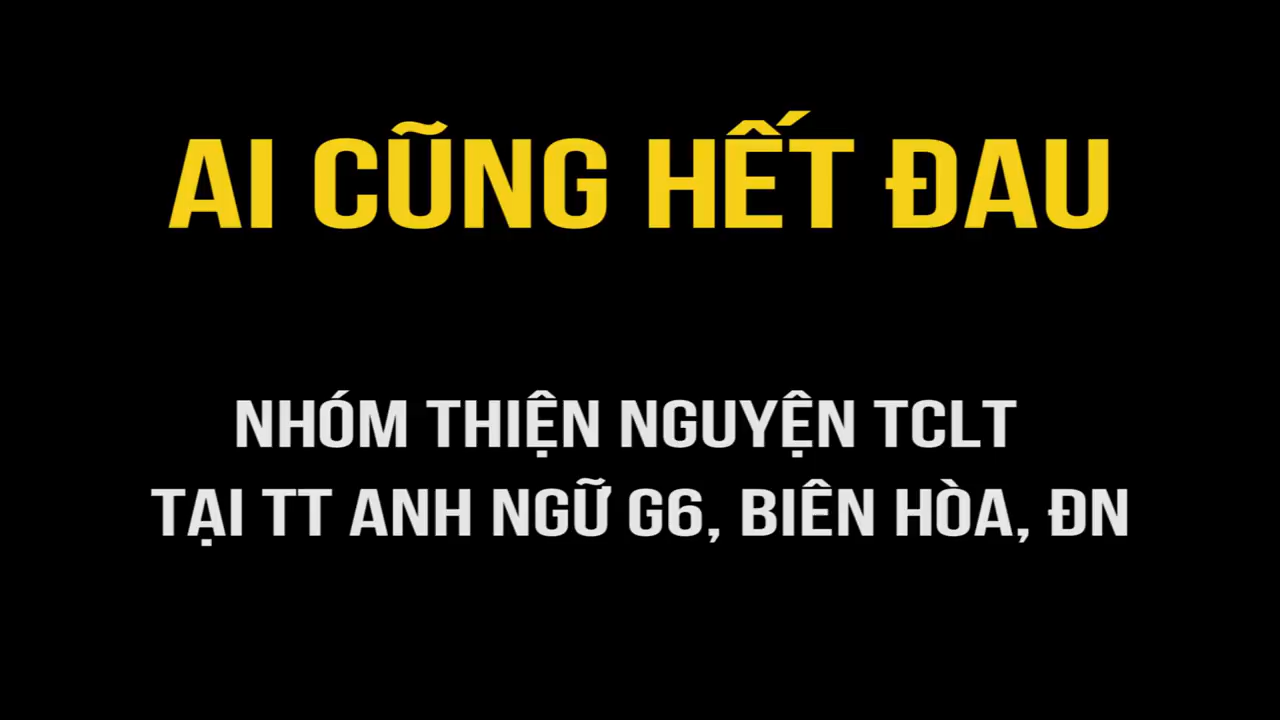 AI CŨNG HẾT ĐAU
NHÓM THIỆN NGUYỆN TCLT
TẠI TT ANH NGỮ G6, BIÊN HÒA, ĐN